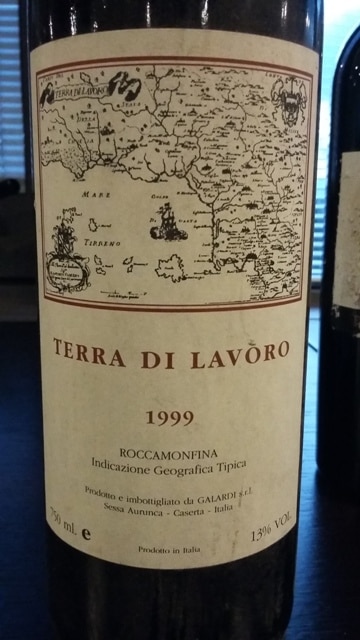 TERRA DI LAVORO
MARE
TIRRENO
TERRA DI LAVORO
1999
ROCCAMONFINA
Indicazione Geografica Tipica
Prodotto e imbottigliato da GALARDI s.r.l.
Sessa Aurunca - Caserta - Italia
750 mL e
13% VOL.
Prodotto in Italia